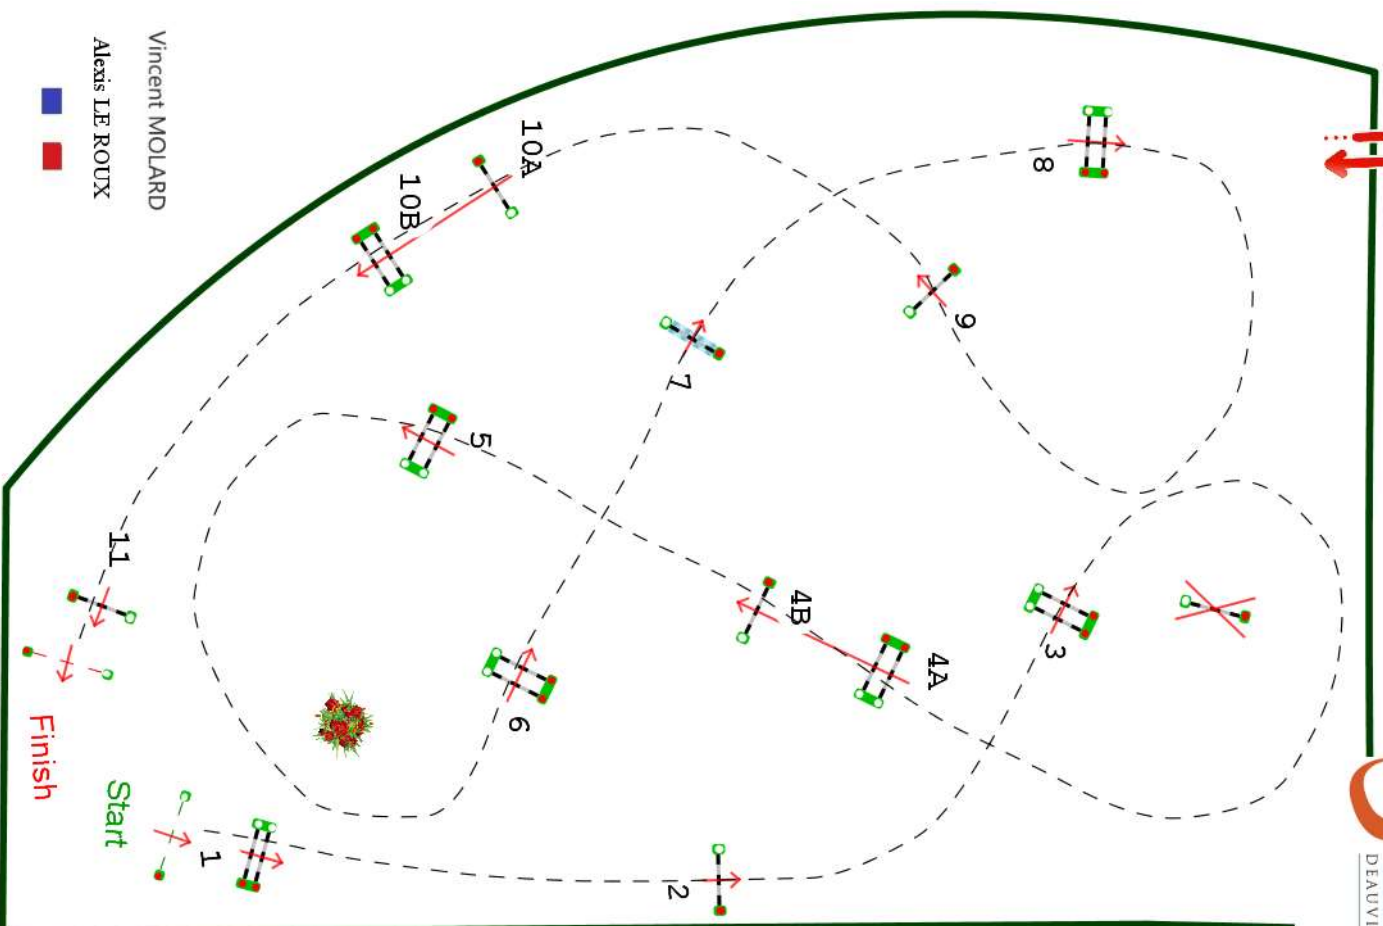 Vincent MOLARD
Alexis LE ROUX
10A
10B
8
9
7
5
11
4B
4A
3
6
Finish
Start
1
2
DEAUVI